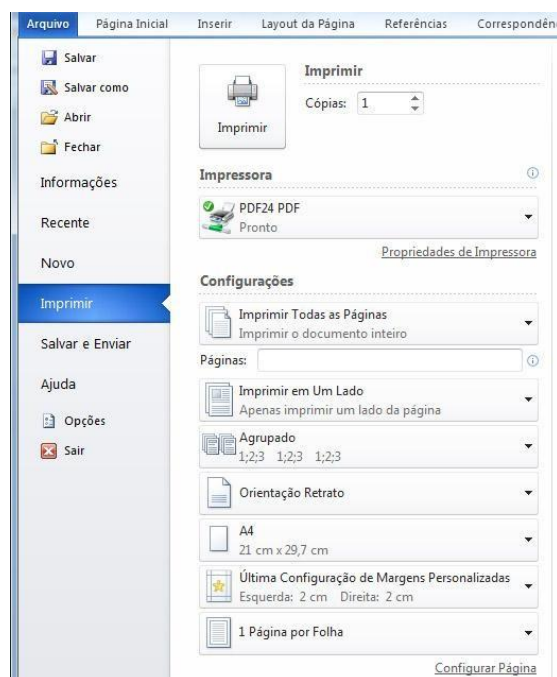 Arquivo Página Inicial Inserir Layout da Página Referências Correspondên
Salvar
Salvar como
Abrir
Fechar
Informações
Recente
Novo
Imprimir
Salvar e Enviar
Ajuda
Opções
Sair
Imprimir
Imprimir
Cópias: 1
Impressora
PDF24 PDF
Pronto
Propriedades de Impressora
Configurações
Imprimir Todas as Páginas
Imprimir o documento inteiro
Páginas:
Imprimir em Um Lado
Apenas imprimir um lado da página
Agrupado
1;2;3 1;2;3 1;2;3
Orientação Retrato
A4
21 cm x 29,7 cm
Última Configuração de Margens Personalizadas
Esquerda: 2 cm Direita: 2 cm
1 Página por Folha
Configurar Página